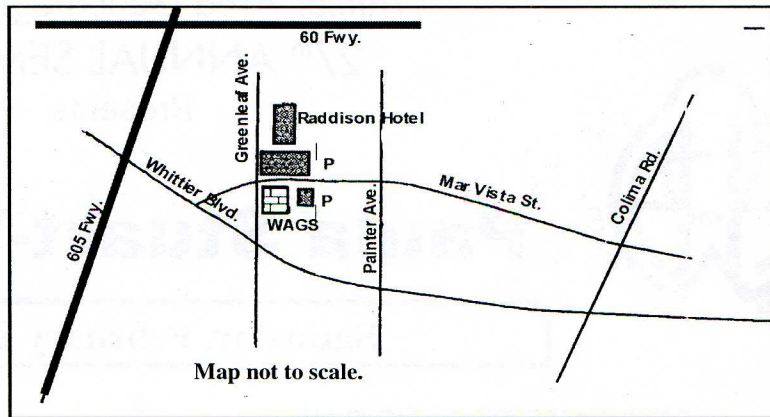 60 Fwy.
Greenleaf Ave.
Raddison Hotel
P
Whittier Blvd.
Mar Vista St.
Colima Rd.
P
WAGS
Painter Ave.
605 Fwy.
Map not to scale.